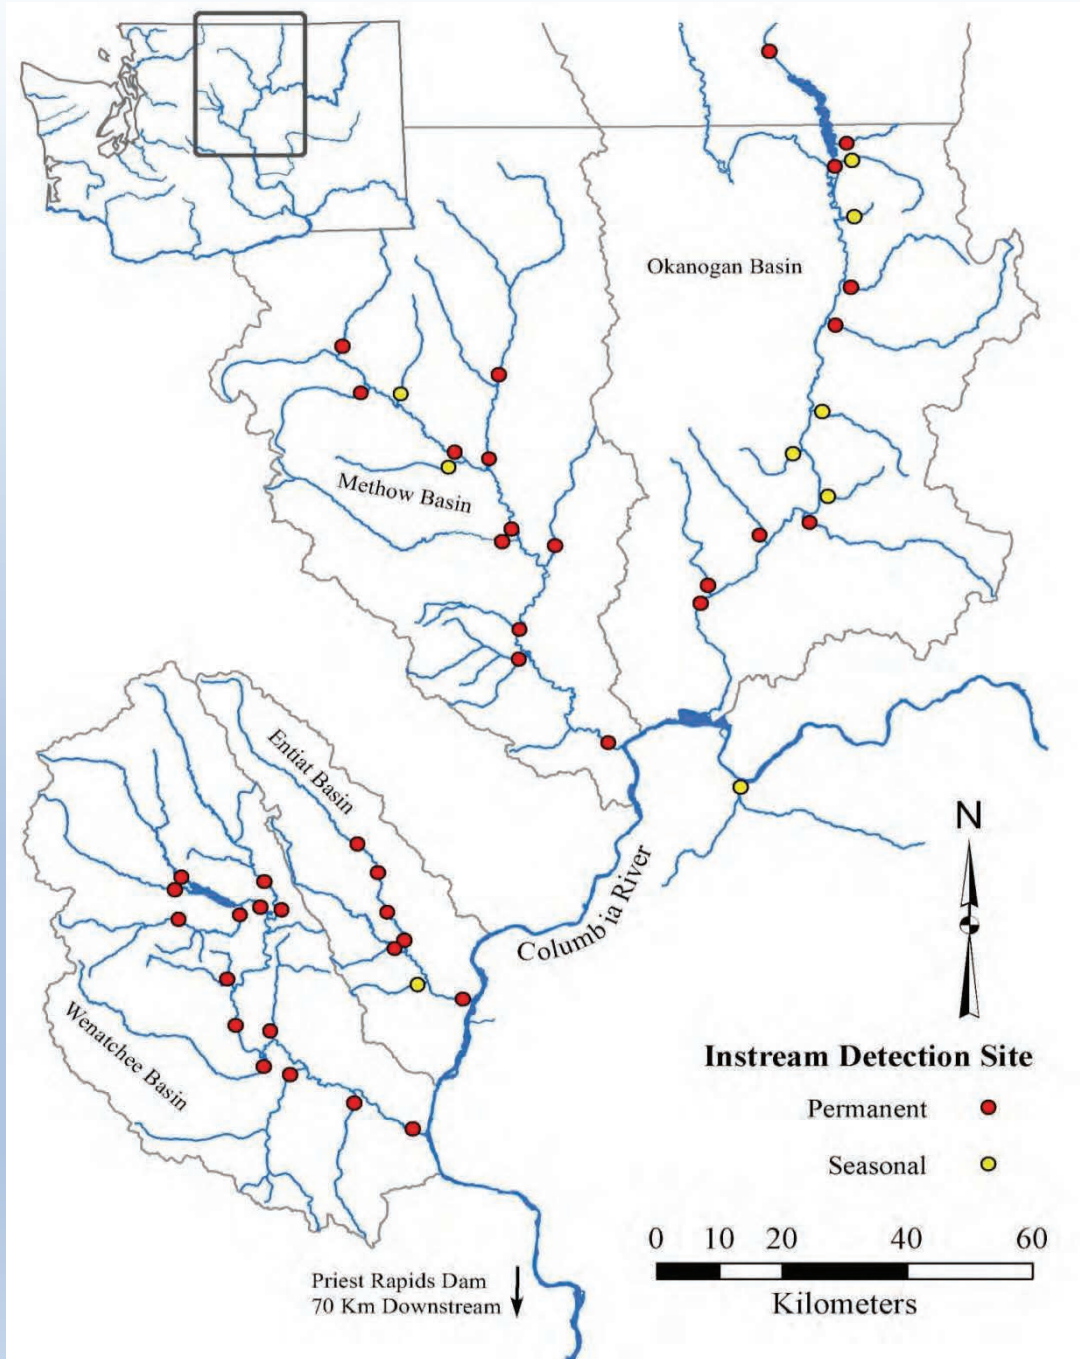 Okanogan Basin
Methow Basin
Entiat Basin
Columbia River
Wenatchee Basin
N
Instream Detection Site
Permanent
Seasonal
0 10 20 40 60
Kilometers
Priest Rapids Dam
70 Km Downstream